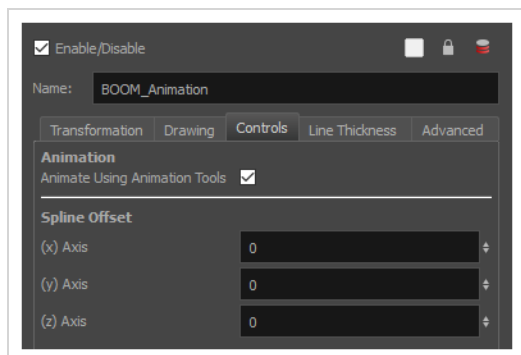 Enable/Disable
Name: BOOM_Animation
Transformation Drawing Controls Line Thickness Advanced
Animation
Animate Using Animation Tools
Spline Offset
(x) Axis 0
(y) Axis 0
(z) Axis 0